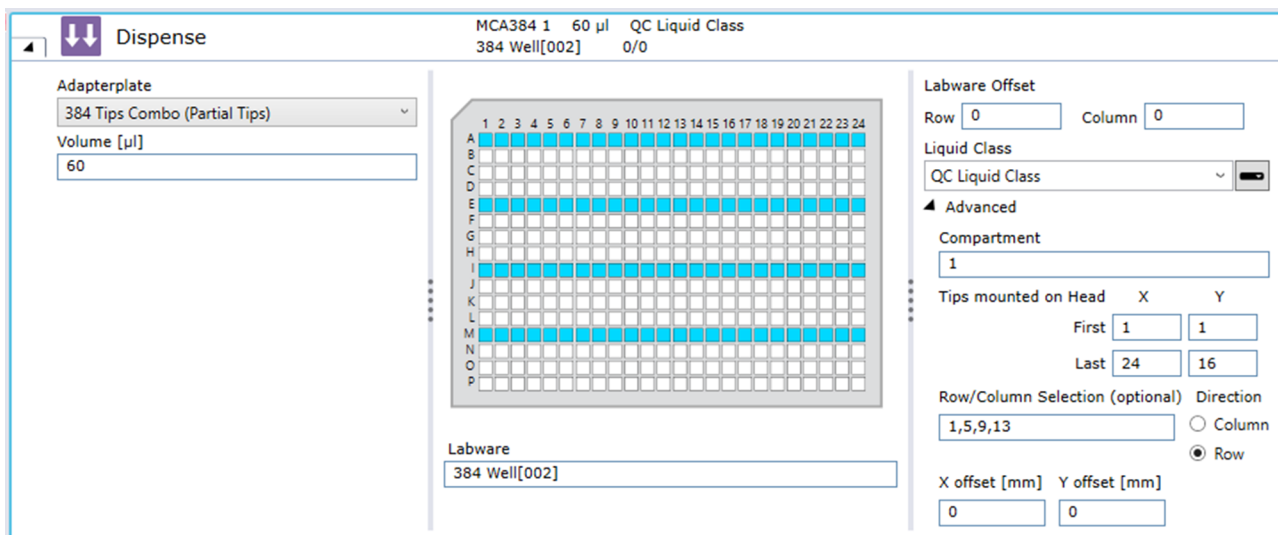 Dispense
MCA384 1 60 µl QC Liquid Class
384 Well[002] 0/0
Adapterplate
384 Tips Combo (Partial Tips)
Volume [µl]
60
1 2 3 4 5 6 7 8 9 10 11 12 13 14 15 16 17 18 19 20 21 22 23 24
A
B
C
D
E
F
G
H
I
J
K
L
M
N
O
P
Labware
384 Well[002]
Labware Offset
Row 0 Column 0
Liquid Class
QC Liquid Class
Advanced
Compartment
1
Tips mounted on Head X Y
First 1 1
Last 24 16
Row/Column Selection (optional) Direction
1,5,9,13 Column
Row
X offset [mm] Y offset [mm]
0 0